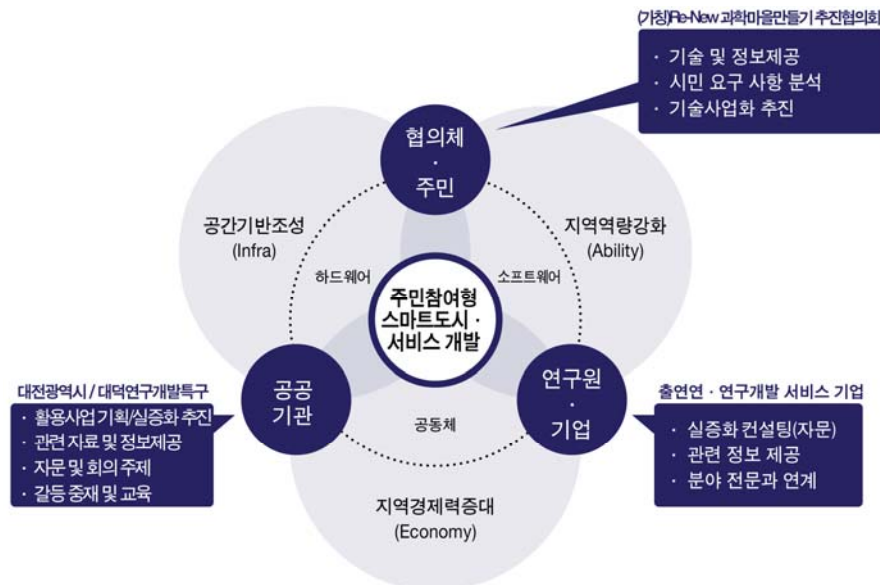 (가칭)Re-New 과학마을만들기 추진협의회
· 기술 및 정보제공
· 시민 요구 사항 분석
· 기술사업화 추진
협의체
·
주민
공간기반조성
(Infra)
지역역량강화
(Ability)
하드웨어
소프트웨어
주민참여형
스마트도시 ·
서비스 개발
대전광역시 / 대덕연구개발특구
· 활용사업 기획/실증화 추진
· 관련 자료 및 정보제공
· 자문 및 회의 주제
· 갈등 중재 및 교육
공공
기관
연구원
·
기업
출연연 · 연구개발 서비스 기업
· 실증화 컨설팅(자문)
· 관련 정보 제공
· 분야 전문과 연계
공동체
지역경제력증대
(Economy)